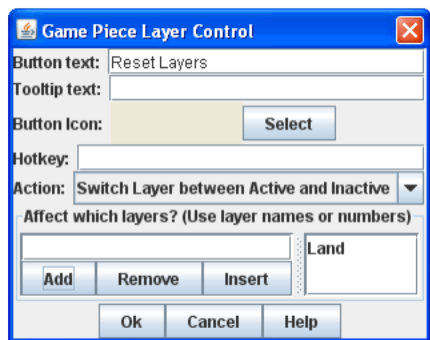 Game Piece Layer Control
Button text: Reset Layers
Tooltip text:
Button Icon: Select
Hotkey:
Action: Switch Layer between Active and Inactive
Affect which layers? (Use layer names or numbers)
Land
Add Remove Insert
Ok Cancel Help